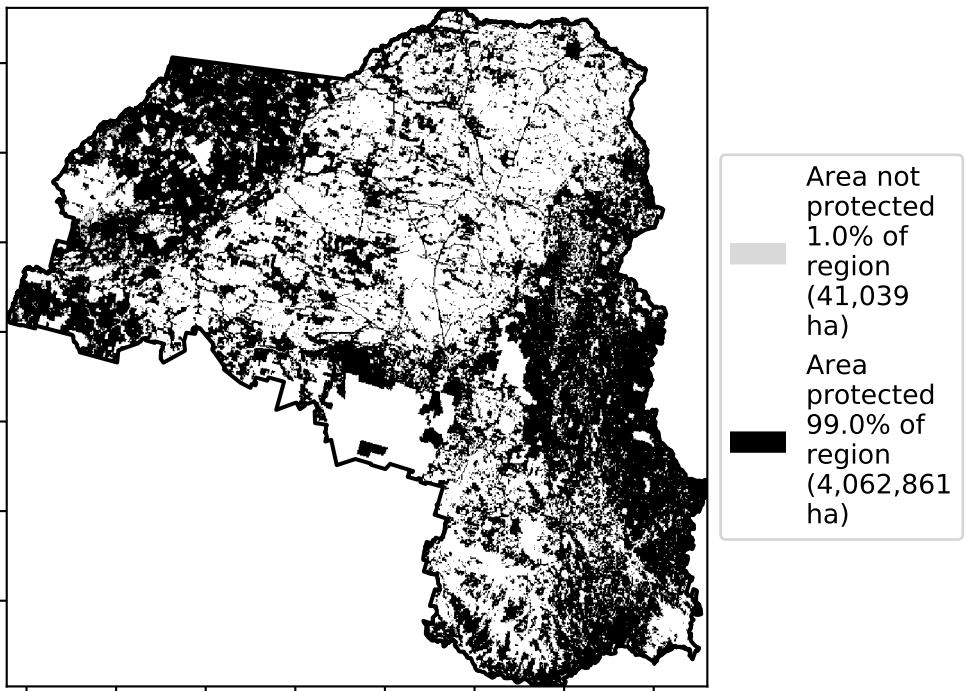 Area not
protected
1.0% of
region
(41,039
ha)
Area
protected
99.0% of
region
(4,062,861
ha)